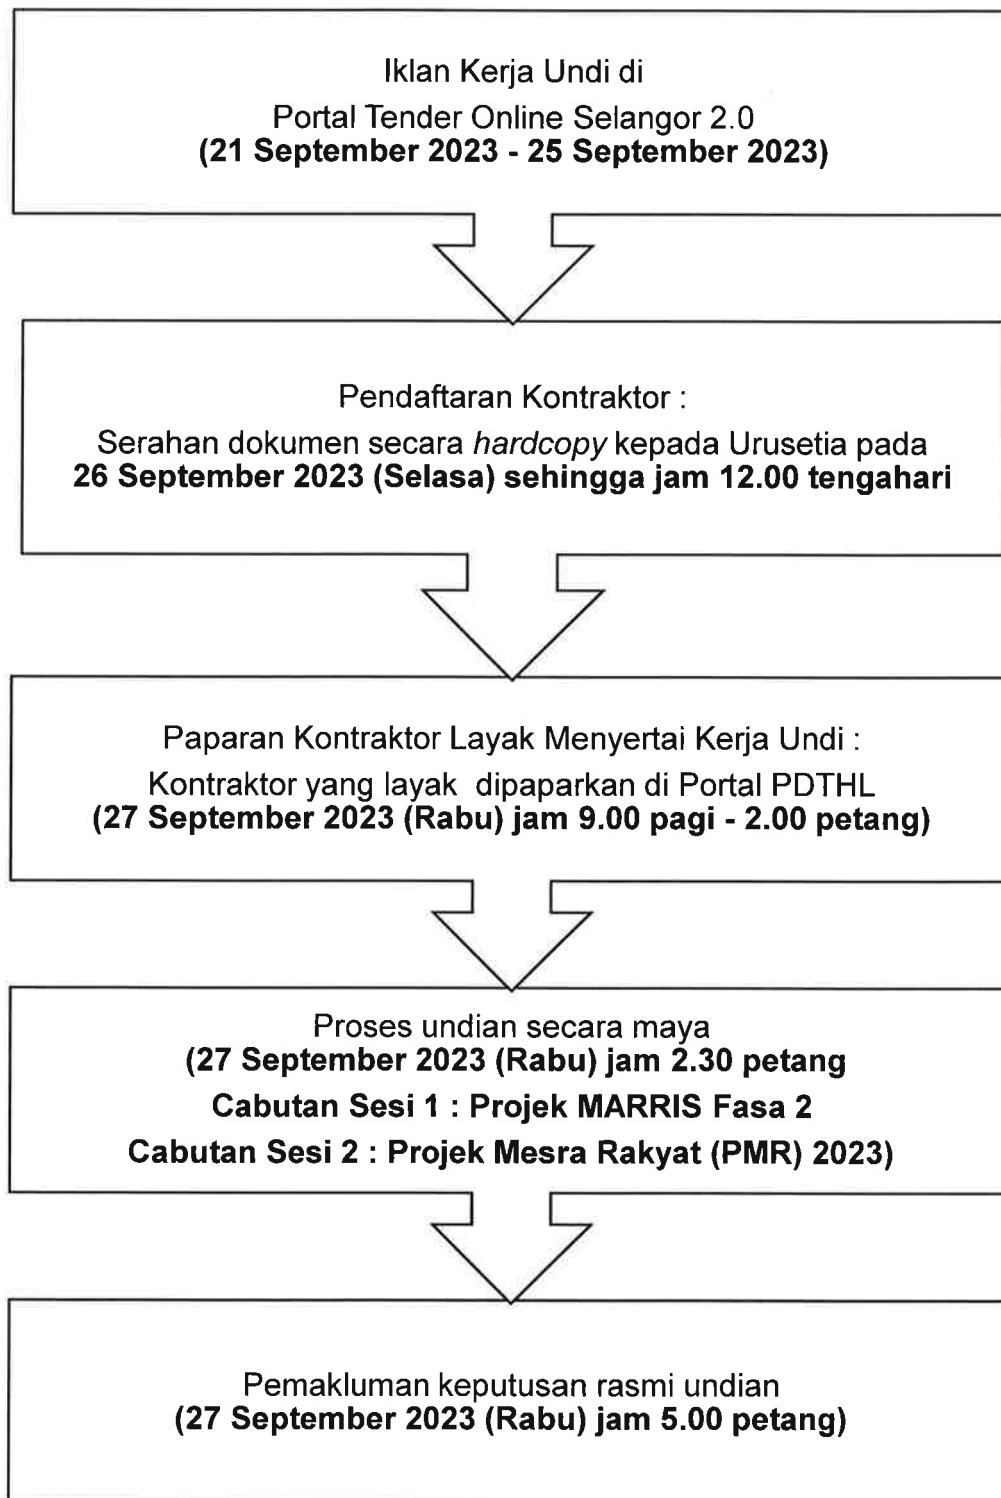 Iklan Kerja Undi di
Portal Tender Online Selangor 2.0
(21 September 2023 - 25 September 2023)
Pendaftaran Kontraktor :
Serahan dokumen secara hardcopy kepada Urusetia pada
26 September 2023 (Selasa) sehingga jam 12.00 tengahari
Paparan Kontraktor Layak Menyertai Kerja Undi :
Kontraktor yang layak dipaparkan di Portal PDTHL
(27 September 2023 (Rabu) jam 9.00 pagi - 2.00 petang)
Proses undian secara maya
(27 September 2023 (Rabu) jam 2.30 petang
Cabutan Sesi 1 : Projek MARRIS Fasa 2
Cabutan Sesi 2 : Projek Mesra Rakyat (PMR) 2023)
Pemakluman keputusan rasmi undian
(27 September 2023 (Rabu) jam 5.00 petang)